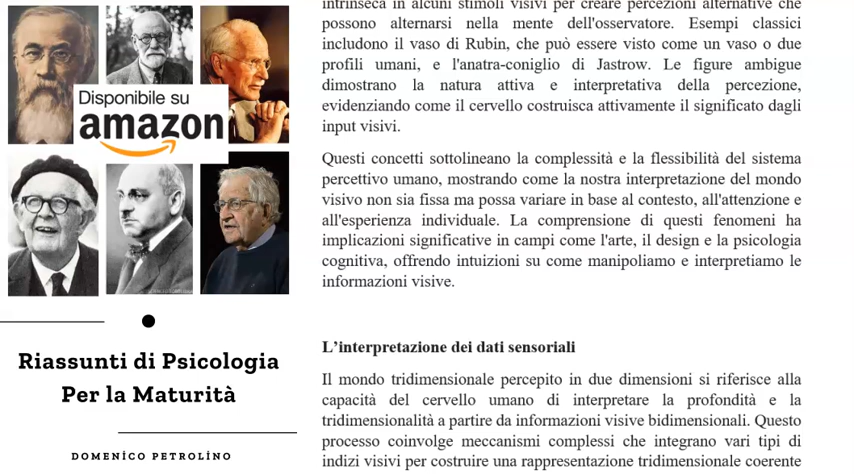 Disponibile su
amazon
Riassunti di Psicologia
Per la Maturità
DOMENİCO PETROLİNO
intrinseca in alcuni stimoli visivi per creare percezioni alternative che
possono alternarsi nella mente dell'osservatore. Esempi classici
includono il vaso di Rubin, che può essere visto come un vaso o due
profili umani, e l'anatra-coniglio di Jastrow. Le figure ambigue
dimostrano la natura attiva e interpretativa della percezione,
evidenziando come il cervello costruisca attivamente il significato dagli
input visivi.
Questi concetti sottolineano la complessità e la flessibilità del sistema
percettivo umano, mostrando come la nostra interpretazione del mondo
visivo non sia fissa ma possa variare in base al contesto, all'attenzione e
all'esperienza individuale. La comprensione di questi fenomeni ha
implicazioni significative in campi come l'arte, il design e la psicologia
cognitiva, offrendo intuizioni su come manipoliamo e interpretiamo le
informazioni visive.
L’interpretazione dei dati sensoriali
Il mondo tridimensionale percepito in due dimensioni si riferisce alla
capacità del cervello umano di interpretare la profondità e la
tridimensionalità a partire da informazioni visive bidimensionali. Questo
processo coinvolge meccanismi complessi che integrano vari tipi di
indizi visivi per costruire una rappresentazione tridimensionale coerente